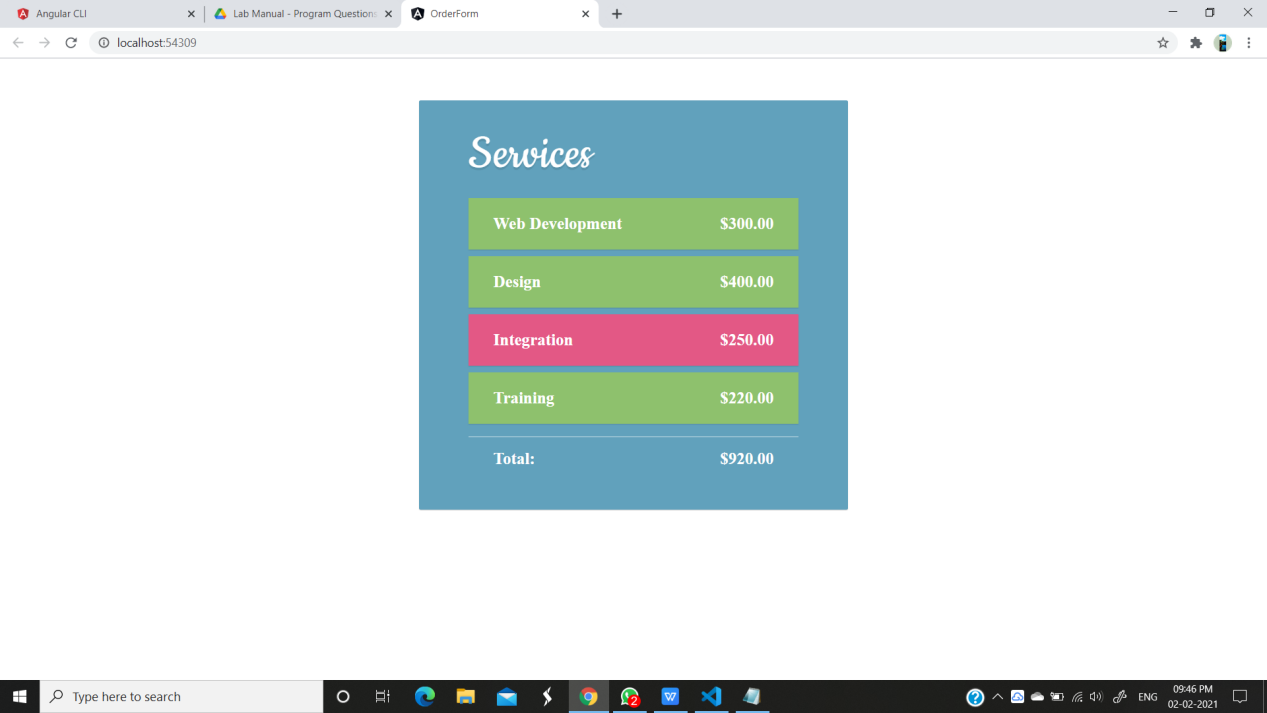 Angular CLI
Lab Manual - Program Questions
OrderForm
localhost:54309
Services
Web Development $300.00
Design $400.00
Integration $250.00
Training $220.00
Total: $920.00
Type here to search
2
ENG
09:46 PM
02-02-2021